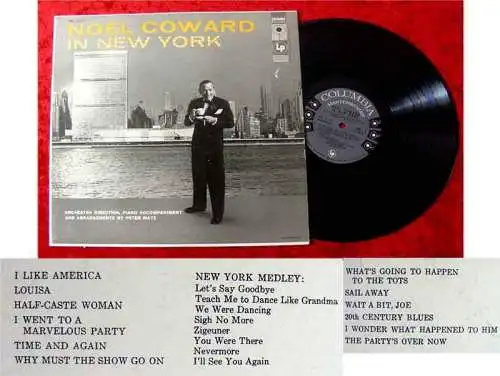 NOEL COWARD
IN NEW YORK
Lp
ORCHESTRA DIRECTION, PIANO ACCOMPANIMENT
AND ARRANGEMENTS BY PETER MATZ
COLUMBIA
I LIKE AMERICA
LOUISA
HALF-CASTE WOMAN
I WENT TO A
MARVELOUS PARTY
TIME AND AGAIN
WHY MUST THE SHOW GO ON
NEW YORK MEDLEY:
Let's Say Goodbye
Teach Me to Dance Like Grandma
We Were Dancing
Sigh No More
Zigeuner
You Were There
Nevermore
I'll See You Again
WHAT'S GOING TO HAPPEN
TO THE TOTS
SAIL AWAY
WAIT A BIT, JOE
20th CENTURY BLUES
I WONDER WHAT HAPPENED TO HIM
THE PARTY'S OVER NOW